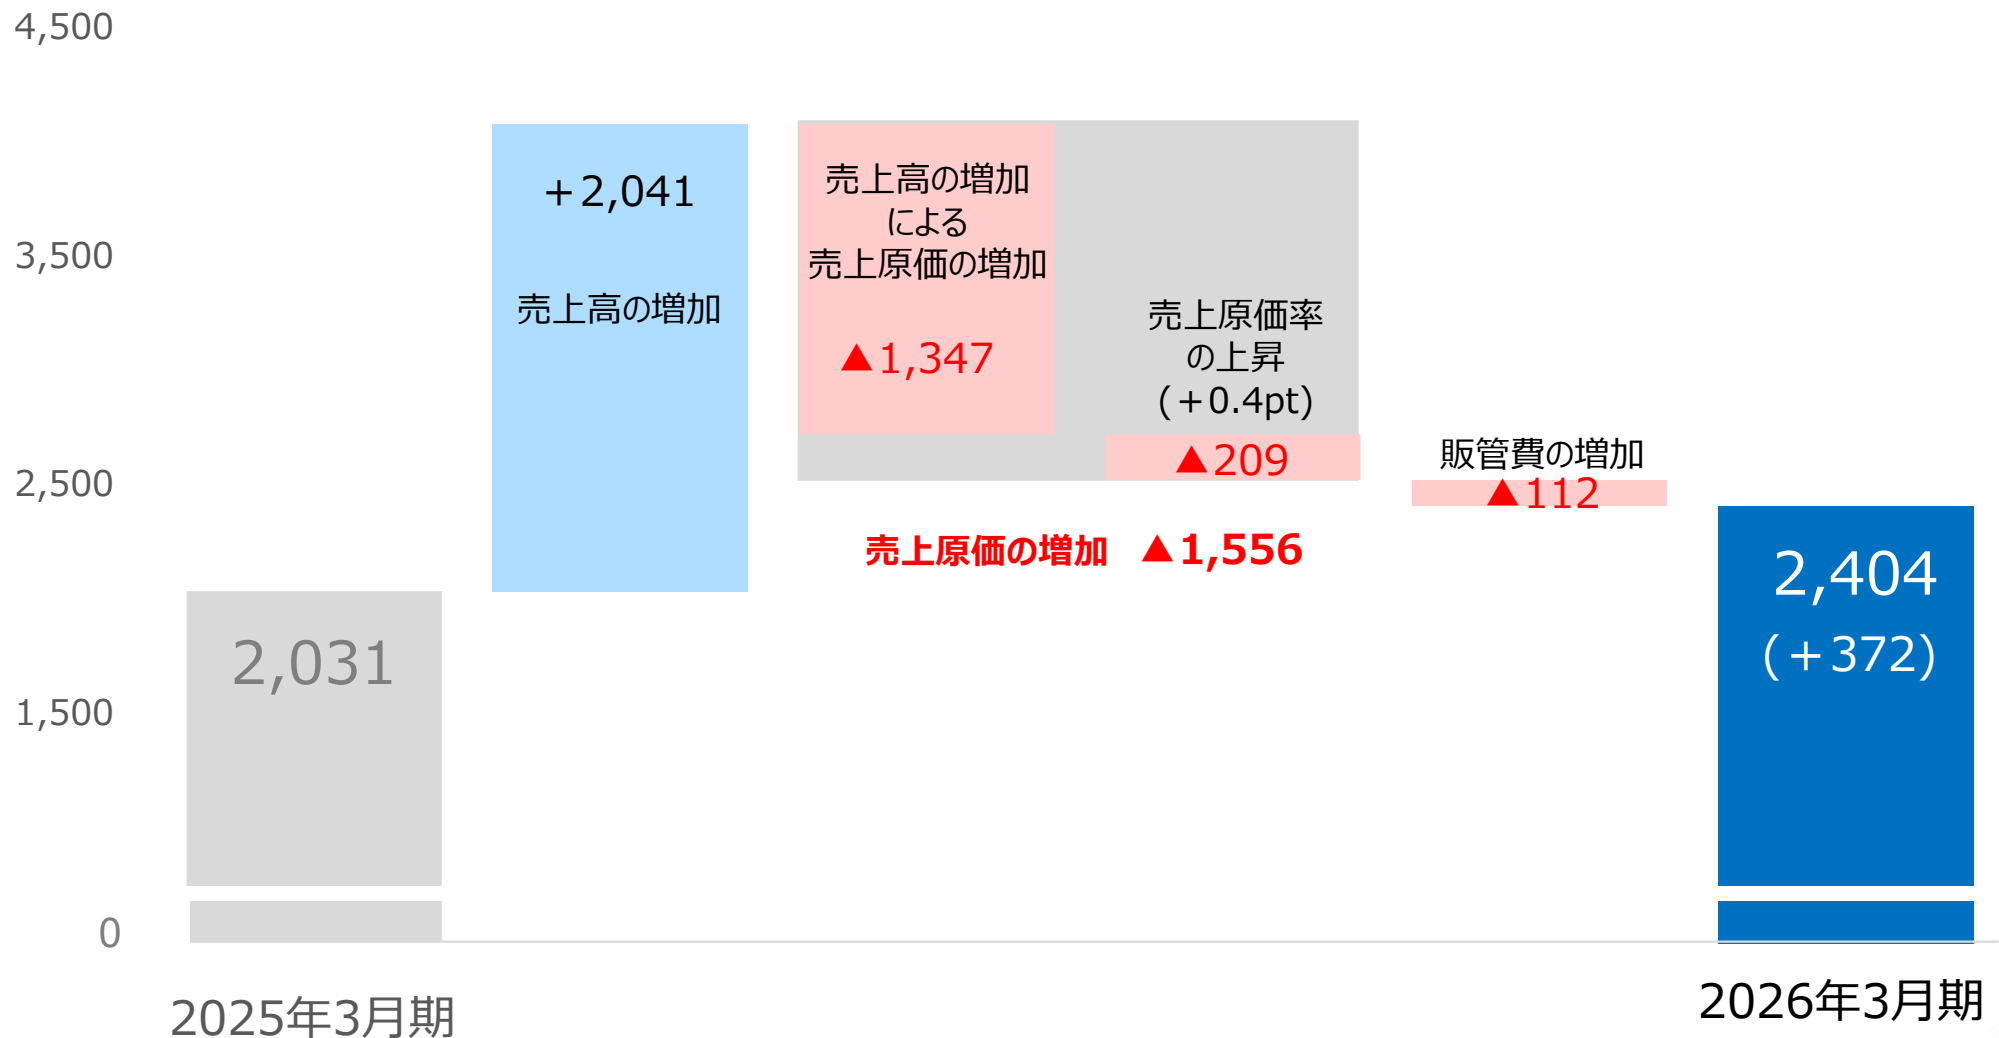 4,500
3,500
2,500
1,500
0
2,031
＋2,041
売上高の増加
売上高の増加
による
売上原価の増加
▲1,347
売上原価率
の上昇
(＋0.4pt)
▲209
売上原価の増加 ▲1,556
販管費の増加
▲112
2,404
(＋372)
2025年3月期
2026年3月期